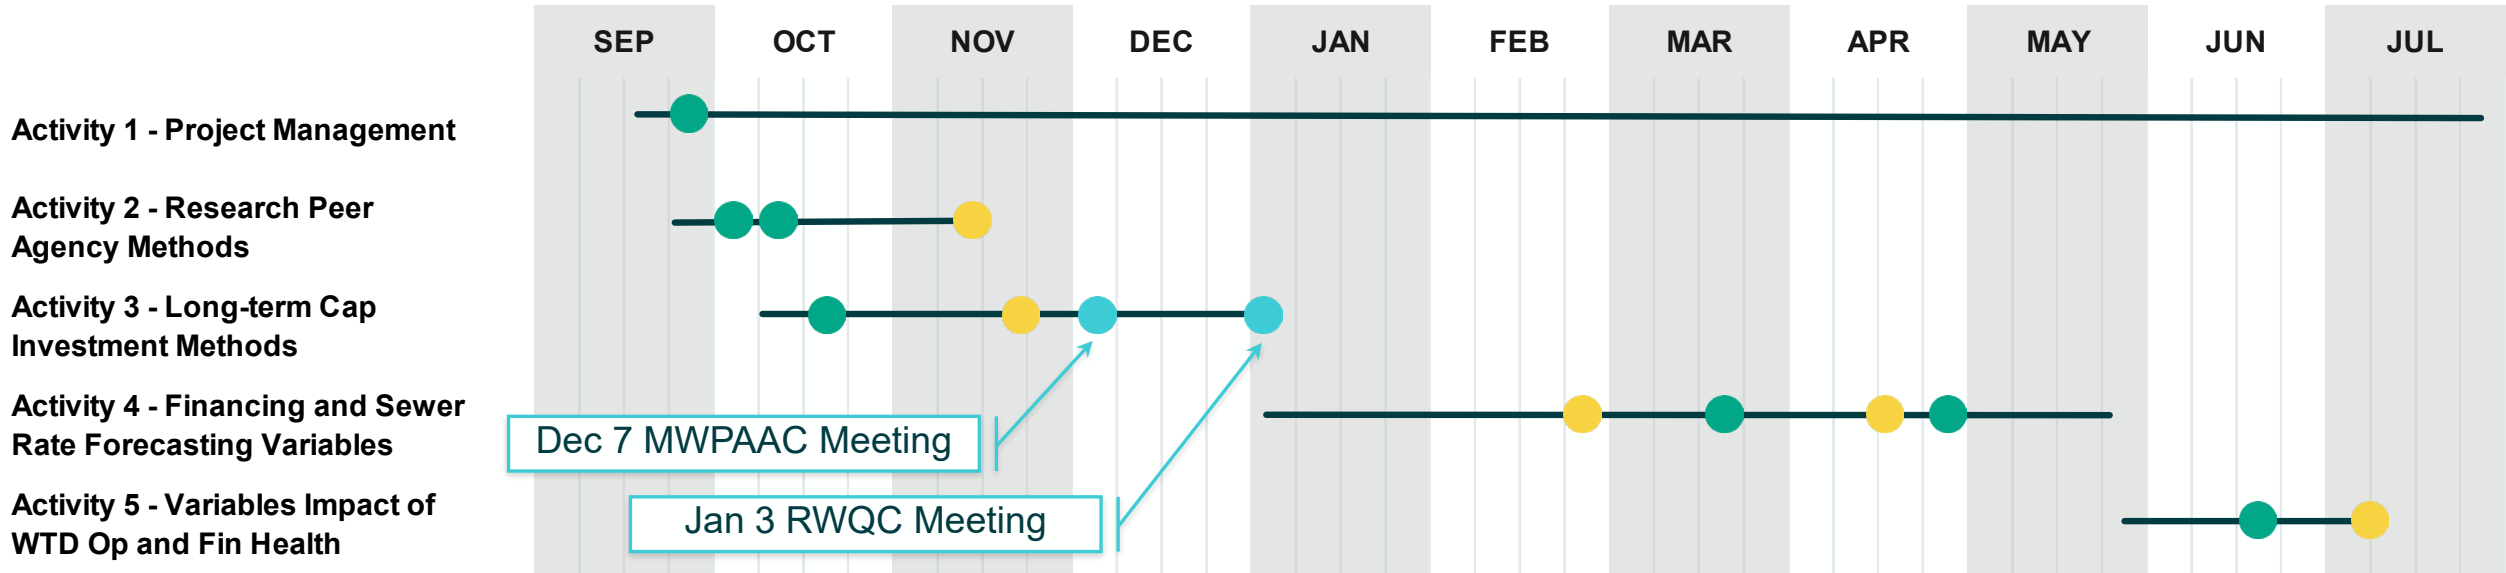 SEP OCT NOV DEC JAN FEB MAR APR MAY JUN JUL
Activity 1 - Project Management
Activity 2 - Research Peer
Agency Methods
Activity 3 - Long-term Cap
Investment Methods
Activity 4 - Financing and Sewer
Rate Forecasting Variables
Dec 7 MWPAAC Meeting
Activity 5 - Variables Impact of
WTD Op and Fin Health
Jan 3 RWQC Meeting